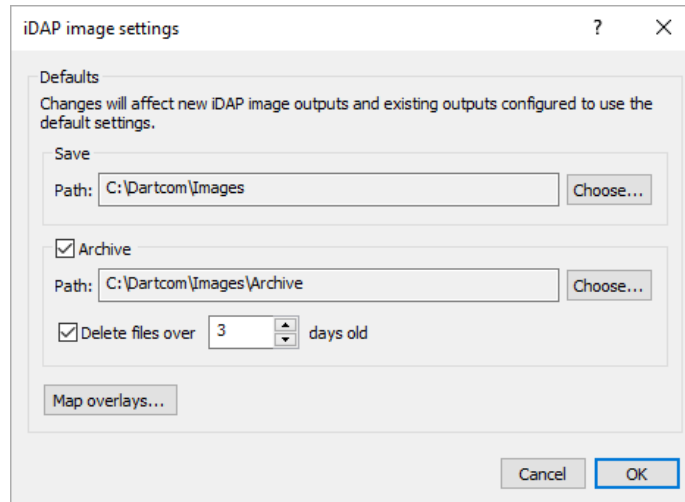 iDAP image settings
?
Defaults
Changes will affect new iDAP image outputs and existing outputs configured to use the
default settings.
Save
Path: C:\Dartcom\Images Choose...
Archive
Path: C:\Dartcom\Images\Archive Choose...
Delete files over 3 days old
Map overlays...
Cancel OK